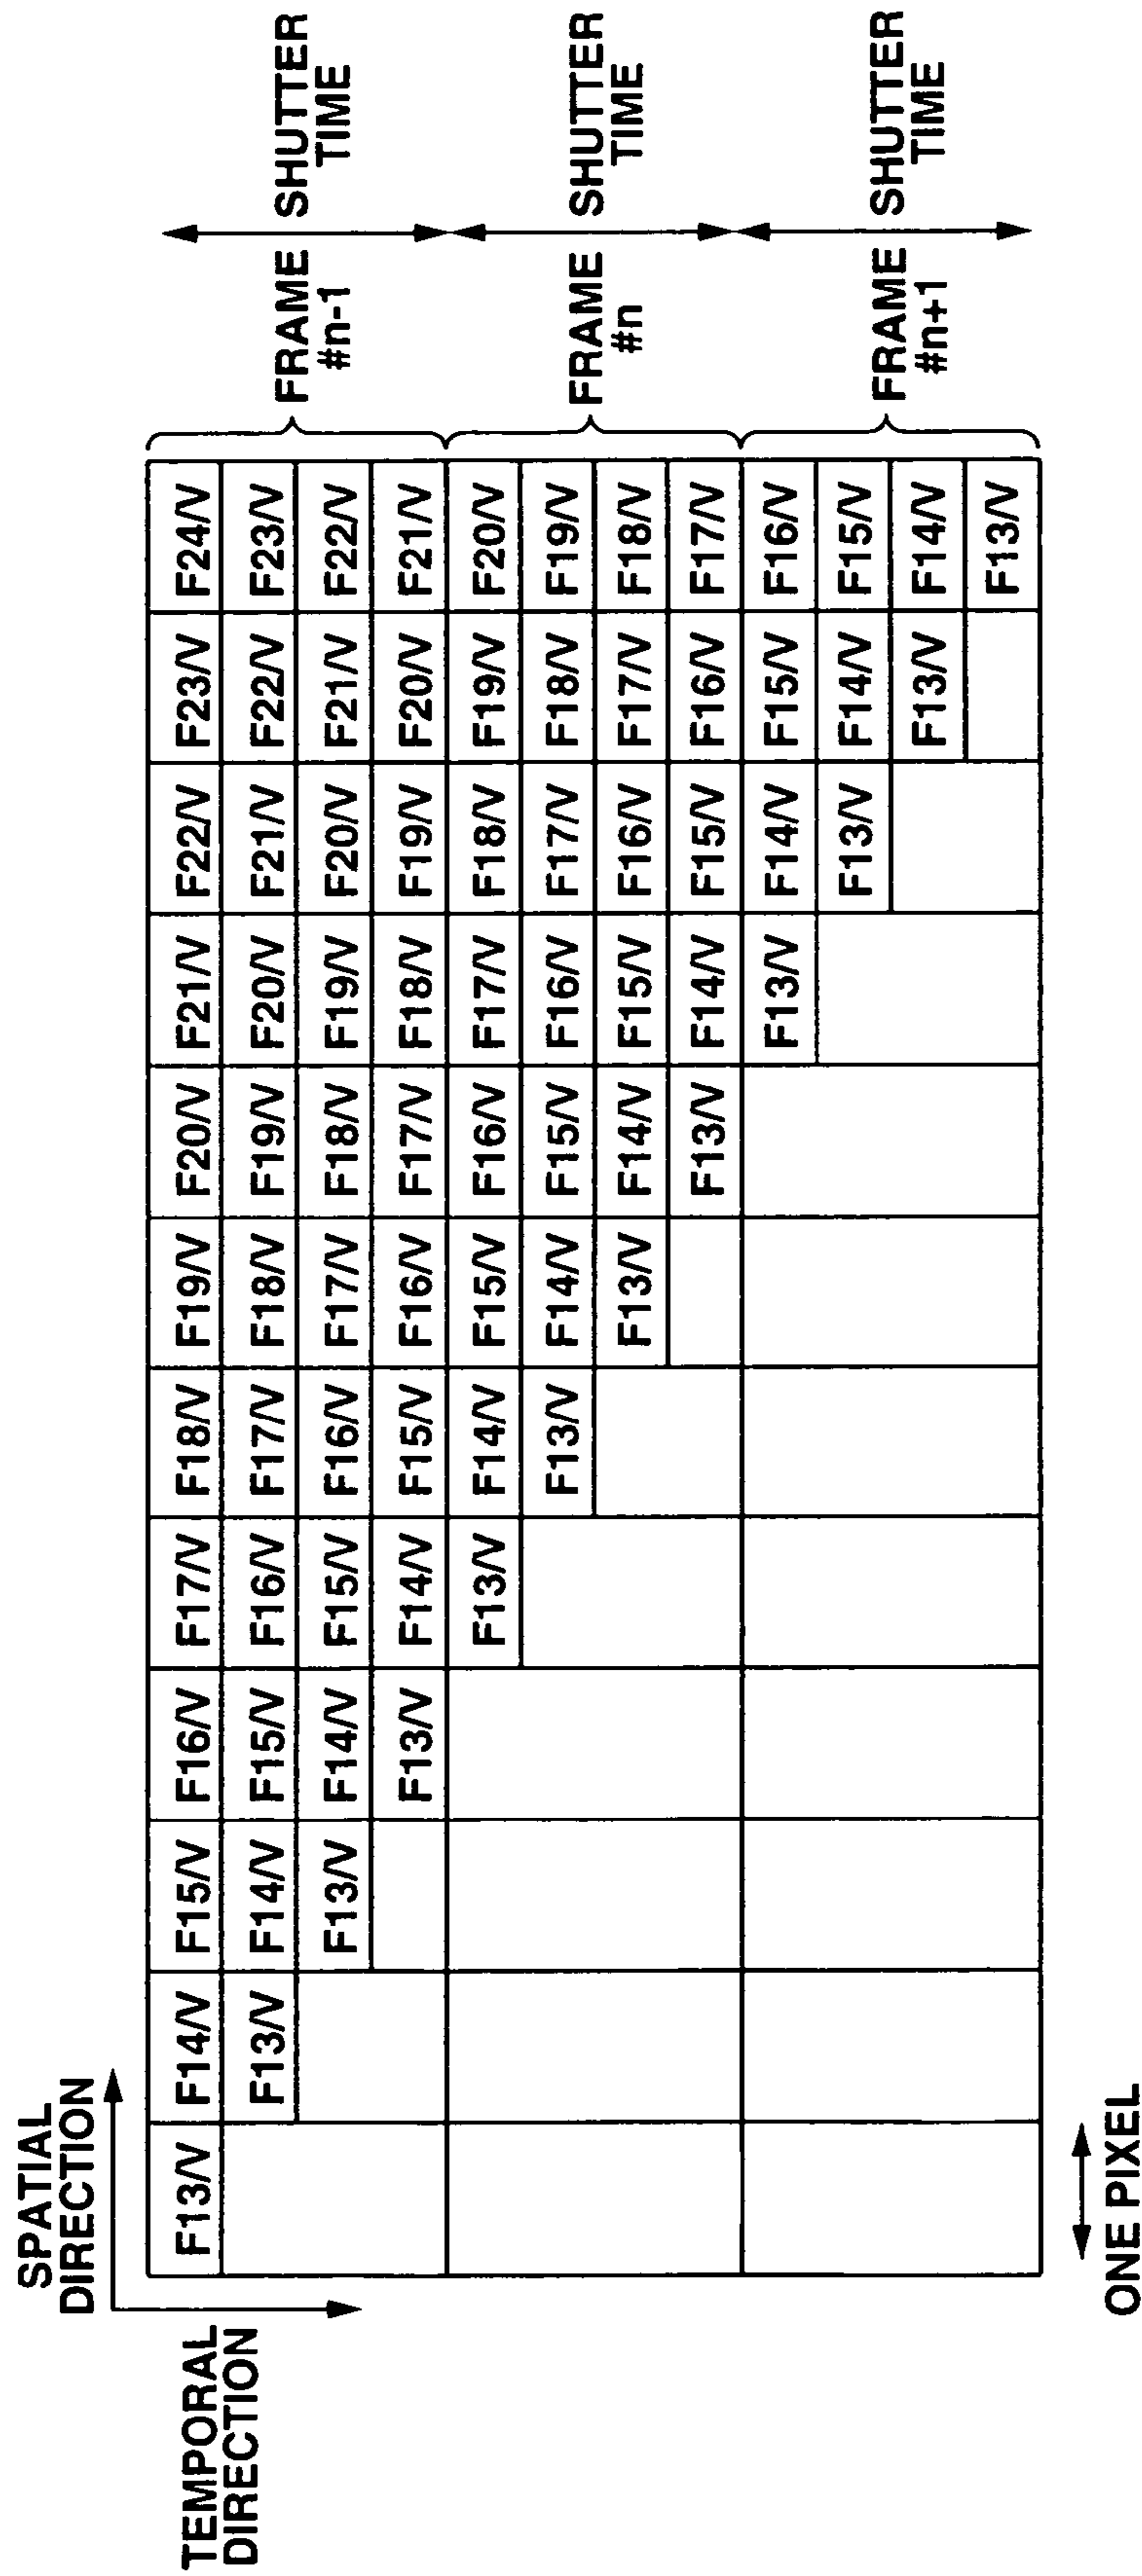 SPATIAL
DIRECTION
TEMPORAL
DIRECTION
F13/V F14/V F15/V F16/V F17/V F18/V F19/V F20/V F21/V F22/V F23/V F24/V
F13/V F14/V F15/V F16/V F17/V F18/V F19/V F20/V F21/V F22/V F23/V
F13/V F14/V F15/V F16/V F17/V F18/V F19/V F20/V F21/V F22/V
F13/V F14/V F15/V F16/V F17/V F18/V F19/V F20/V F21/V
FRAME
#n-1
SHUTTER
TIME
F13/V F14/V F15/V F16/V F17/V F18/V F19/V F20/V
F13/V F14/V F15/V F16/V F17/V F18/V F19/V
F13/V F14/V F15/V F16/V F17/V F18/V
F13/V F14/V F15/V F16/V F17/V
FRAME
#n
SHUTTER
TIME
F13/V F14/V F15/V F16/V
F13/V F14/V F15/V
F13/V F14/V
F13/V
FRAME
#n+1
SHUTTER
TIME
ONE PIXEL